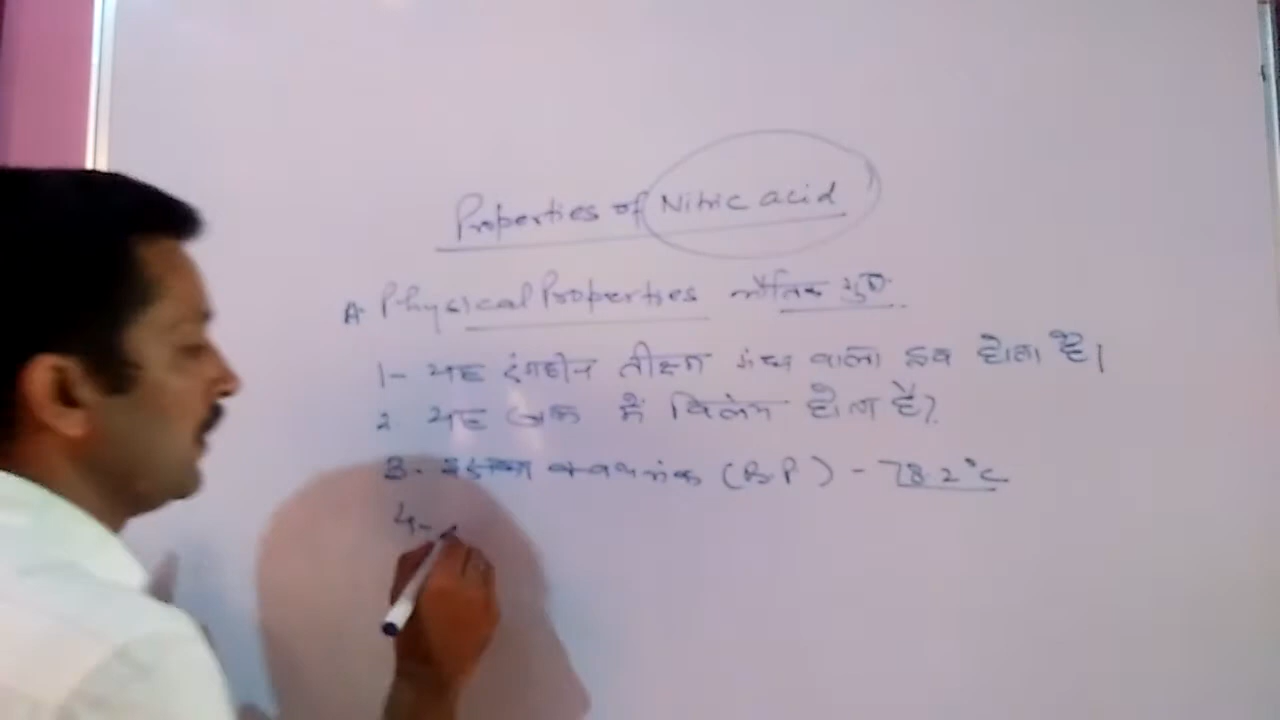 Properties of Nitric acid
A- Physical Properties भौतिक गुण
1- यह रंगहीन तीक्ष्ण गंध वाला द्रव होता है।
2 यह जल में विलेय होता है।
3- इसका क्वथनांक (B.P) - 78.2°C
4-